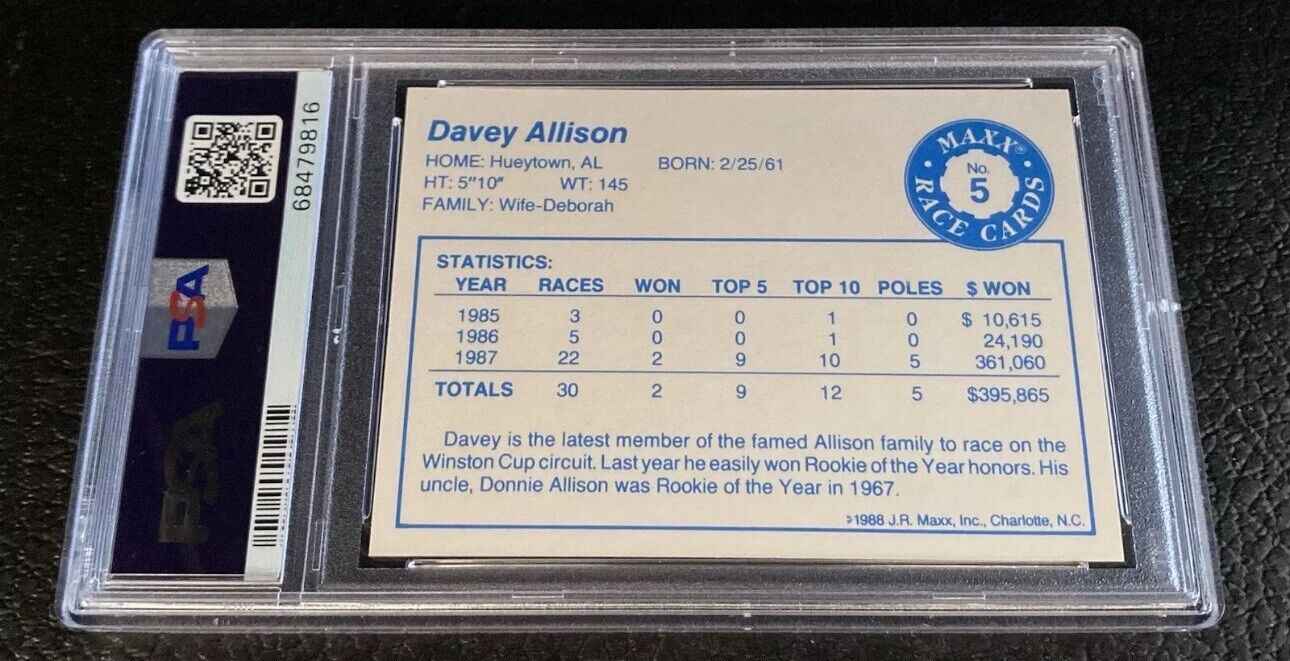 68479816
PSA
PSA
Davey Allison
HOME: Hueytown, AL BORN: 2/25/61
HT: 5"10" WT: 145
FAMILY: Wife-Deborah
MAXX® RACE CARDS
No.
5
STATISTICS:
YEAR RACES WON TOP 5 TOP 10 POLES $ WON
1985 3 0 0 1 0 $ 10,615
1986 5 0 0 1 0 24,190
1987 22 2 9 10 5 361,060
TOTALS 30 2 9 12 5 $395,865
Davey is the latest member of the famed Allison family to race on the
Winston Cup circuit. Last year he easily won Rookie of the Year honors. His
uncle, Donnie Allison was Rookie of the Year in 1967.
©1988 J.R. Maxx, Inc., Charlotte, N.C.